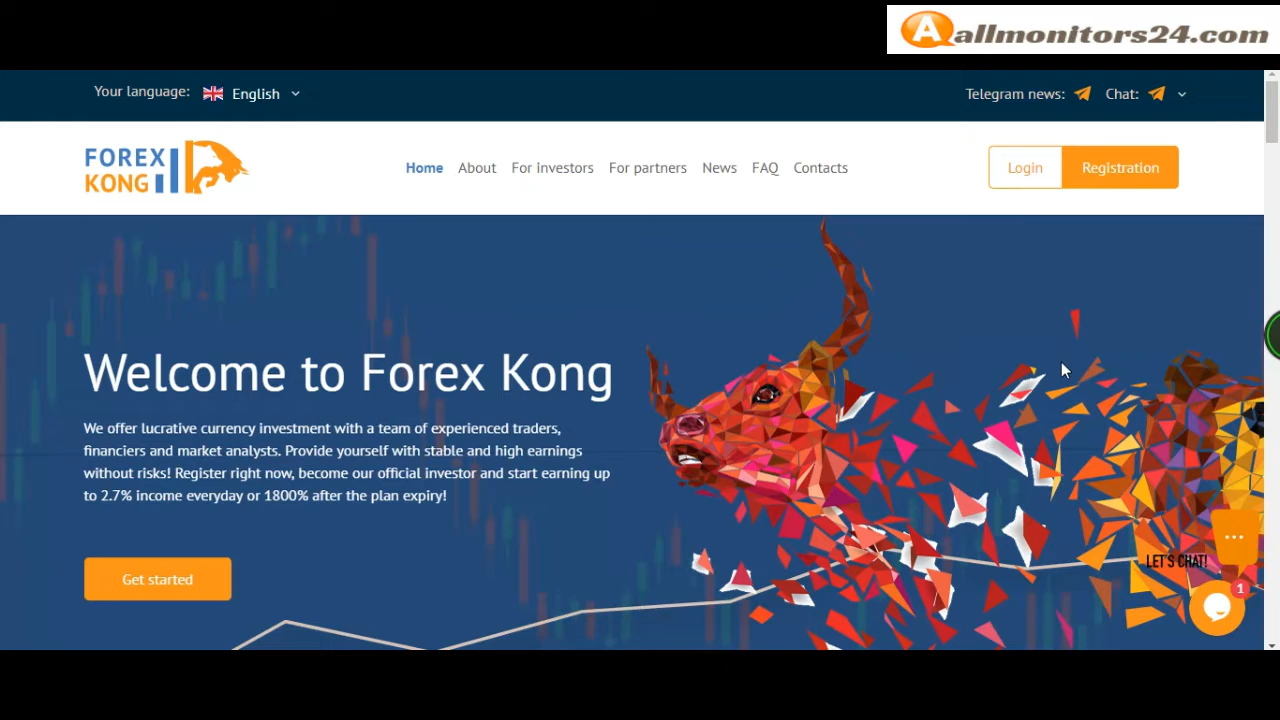 Aallmonitors24.com
Your language: English
Telegram news: Chat:
FOREX
KONG
Home About For investors For partners News FAQ Contacts
Login Registration
Welcome to Forex Kong
We offer lucrative currency investment with a team of experienced traders,
financiers and market analysts. Provide yourself with stable and high earnings
without risks! Register right now, become our official investor and start earning up
to 2.7% income everyday or 1800% after the plan expiry!
Get started
LET'S CHAT!
1